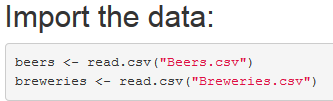 Import the data:
beers <- read.csv("Beers.csv")
breweries <- read.csv("Breweries.csv")